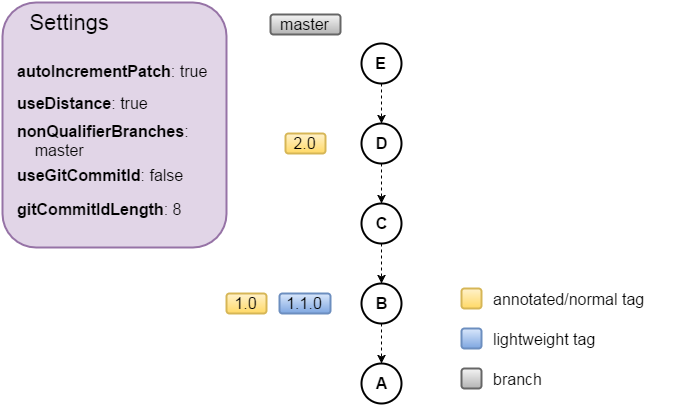 Settings
autoIncrementPatch: true
useDistance: true
nonQualifierBranches:
master
useGitCommitId: false
gitCommitIdLength: 8
master
E
2.0
D
C
1.0
1.1.0
B
A
annotated/normal tag
lightweight tag
branch